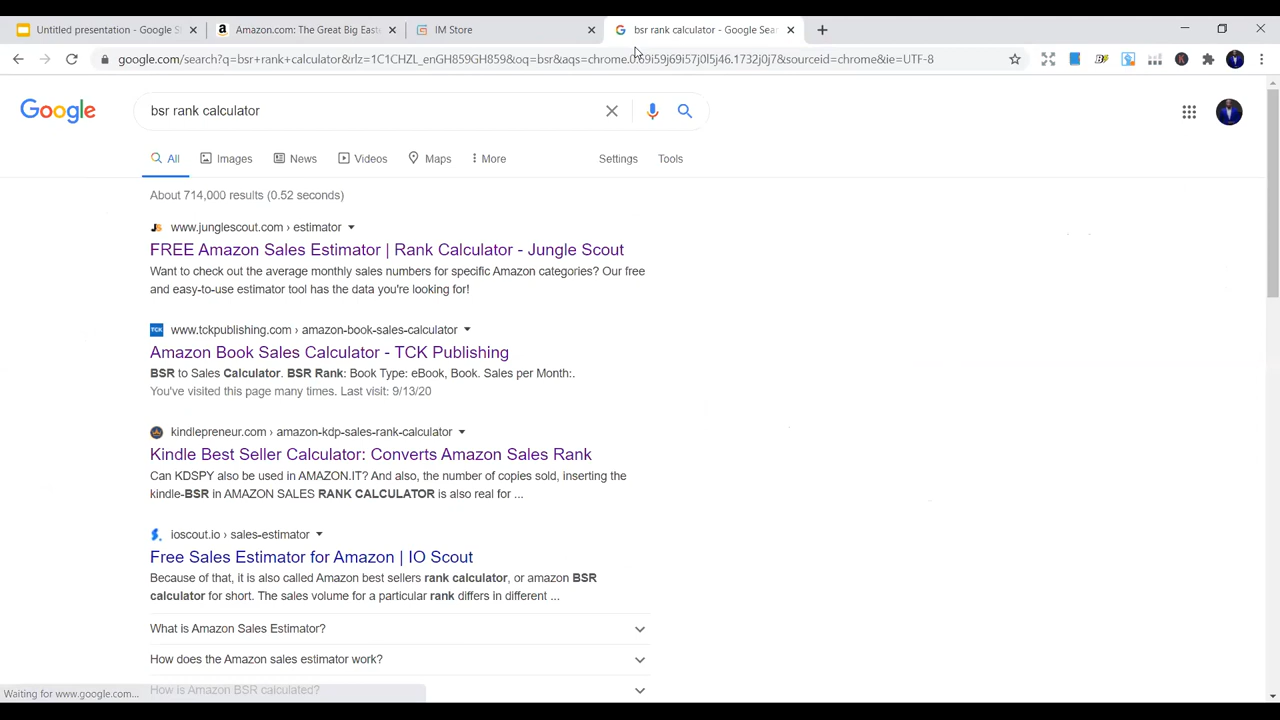 Untitled presentation - Google S
Amazon.com: The Great Big Easte
IM Store
bsr rank calculator - Google Sear
google.com/search?q=bsr+rank+calculator&rlz=1C1CHZL_enGH859GH859&oq=bsr&aqs=chrome.0.69i59j69i57j0l5j46.1732j0j7&sourceid=chrome&ie=UTF-8
Google
bsr rank calculator
All
Images
News
Videos
Maps
More
Settings
Tools
About 714,000 results (0.52 seconds)
JS
www.junglescout.com › estimator
FREE Amazon Sales Estimator | Rank Calculator - Jungle Scout
Want to check out the average monthly sales numbers for specific Amazon categories? Our free
and easy-to-use estimator tool has the data you're looking for!
TCK
www.tckpublishing.com › amazon-book-sales-calculator
Amazon Book Sales Calculator - TCK Publishing
BSR to Sales Calculator. BSR Rank: Book Type: eBook, Book. Sales per Month:.
You've visited this page many times. Last visit: 9/13/20
kindlepreneur.com › amazon-kdp-sales-rank-calculator
Kindle Best Seller Calculator: Converts Amazon Sales Rank
Can KDSPY also be used in AMAZON.IT? And also, the number of copies sold, inserting the
kindle-BSR in AMAZON SALES RANK CALCULATOR is also real for ...
ioscout.io › sales-estimator
Free Sales Estimator for Amazon | IO Scout
Because of that, it is also called Amazon best sellers rank calculator, or amazon BSR
calculator for short. The sales volume for a particular rank differs in different ...
What is Amazon Sales Estimator?
How does the Amazon sales estimator work?
How is Amazon BSR calculated?
Waiting for www.google.com...